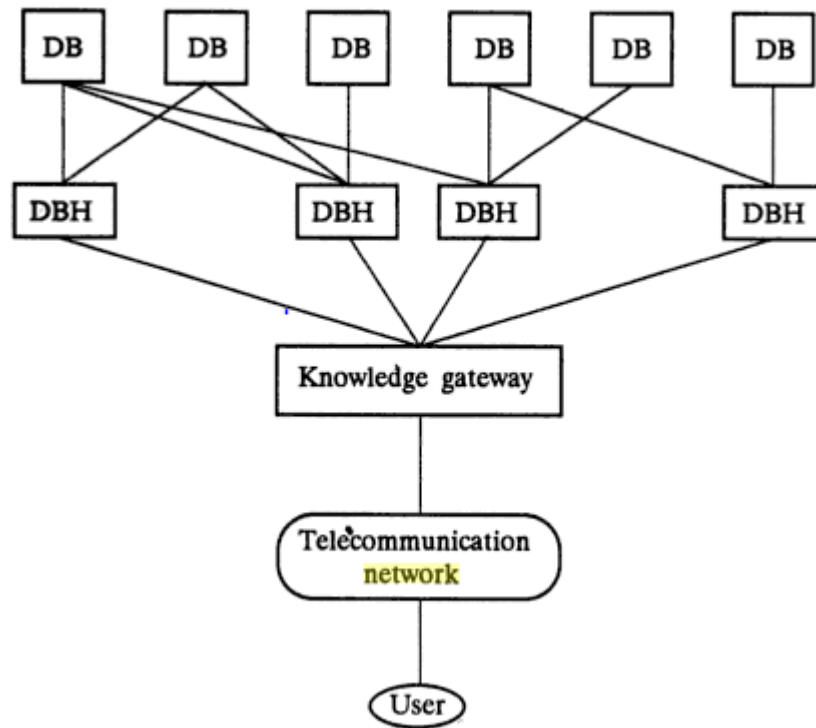 DB
DB
DB
DB
DB
DB
DBH
DBH
DBH
DBH
Knowledge gateway
Telecommunication
network
User